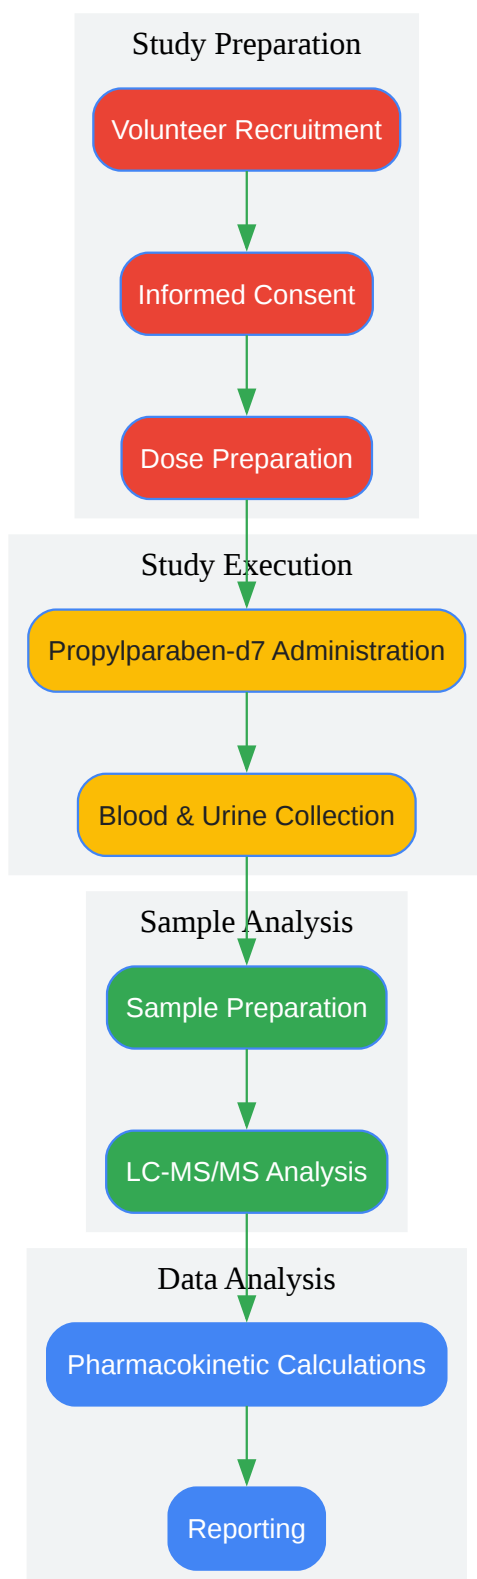 Study Preparation
Volunteer Recruitment
Informed Consent
Dose Preparation
Study Execution
Propylparaben-d7 Administration
Blood & Urine Collection
Sample Analysis
Sample Preparation
LC-MS/MS Analysis
Data Analysis
Pharmacokinetic Calculations
Reporting